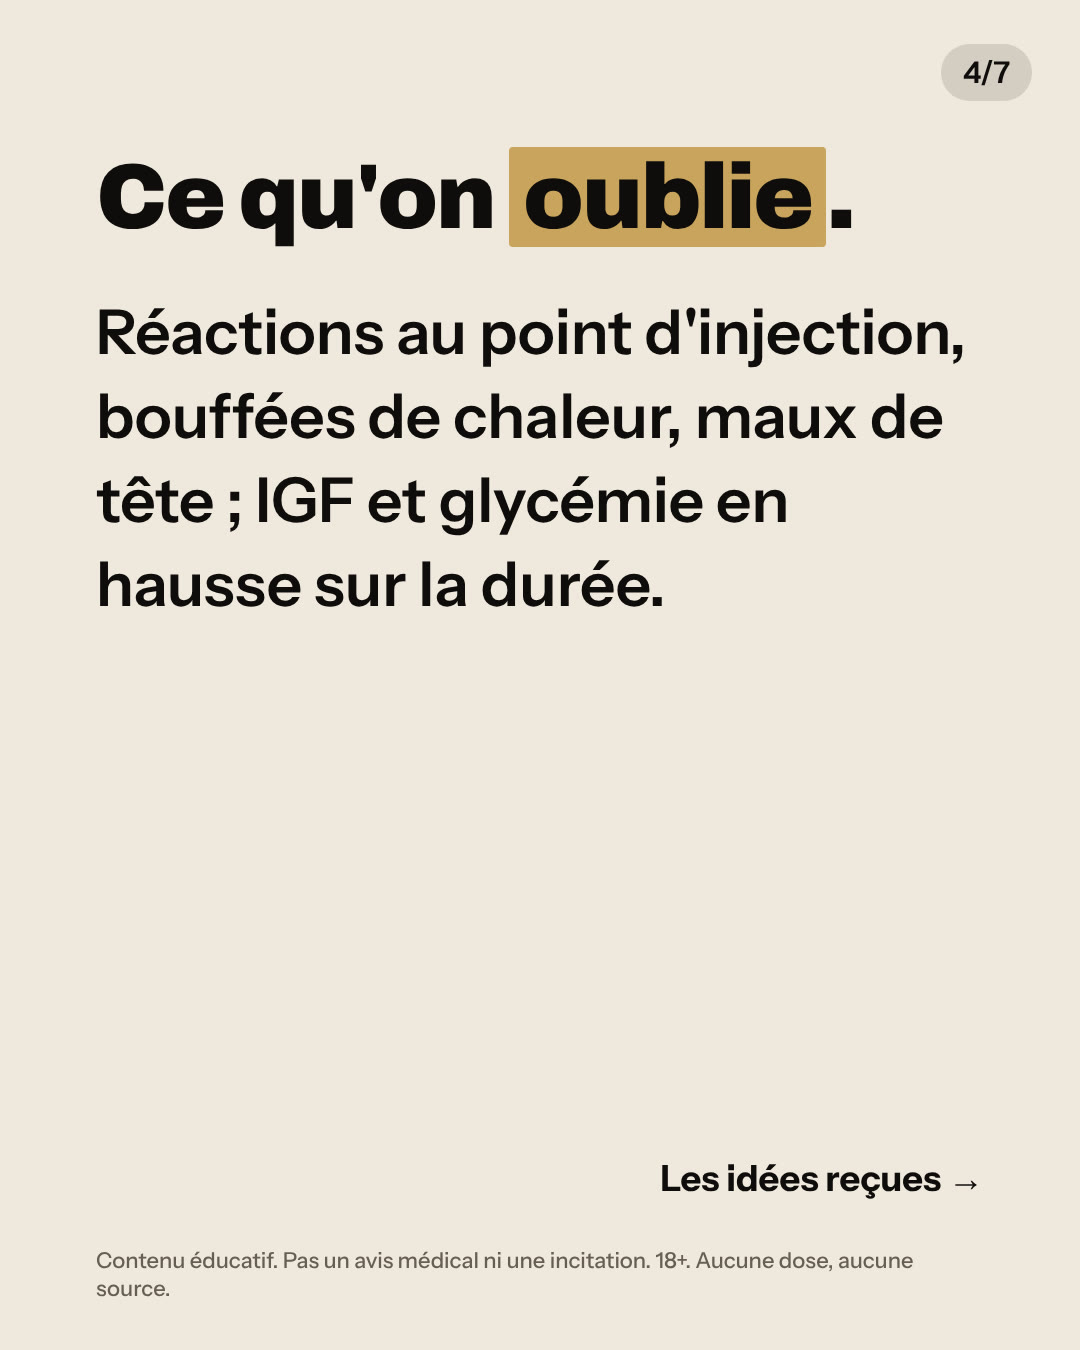 4/7
Ce qu'on oublie.
Réactions au point d'injection,
bouffées de chaleur, maux de
tête ; IGF et glycémie en
hausse sur la durée.
Les idées reçues →
Contenu éducatif. Pas un avis médical ni une incitation. 18+. Aucune dose, aucune
source.